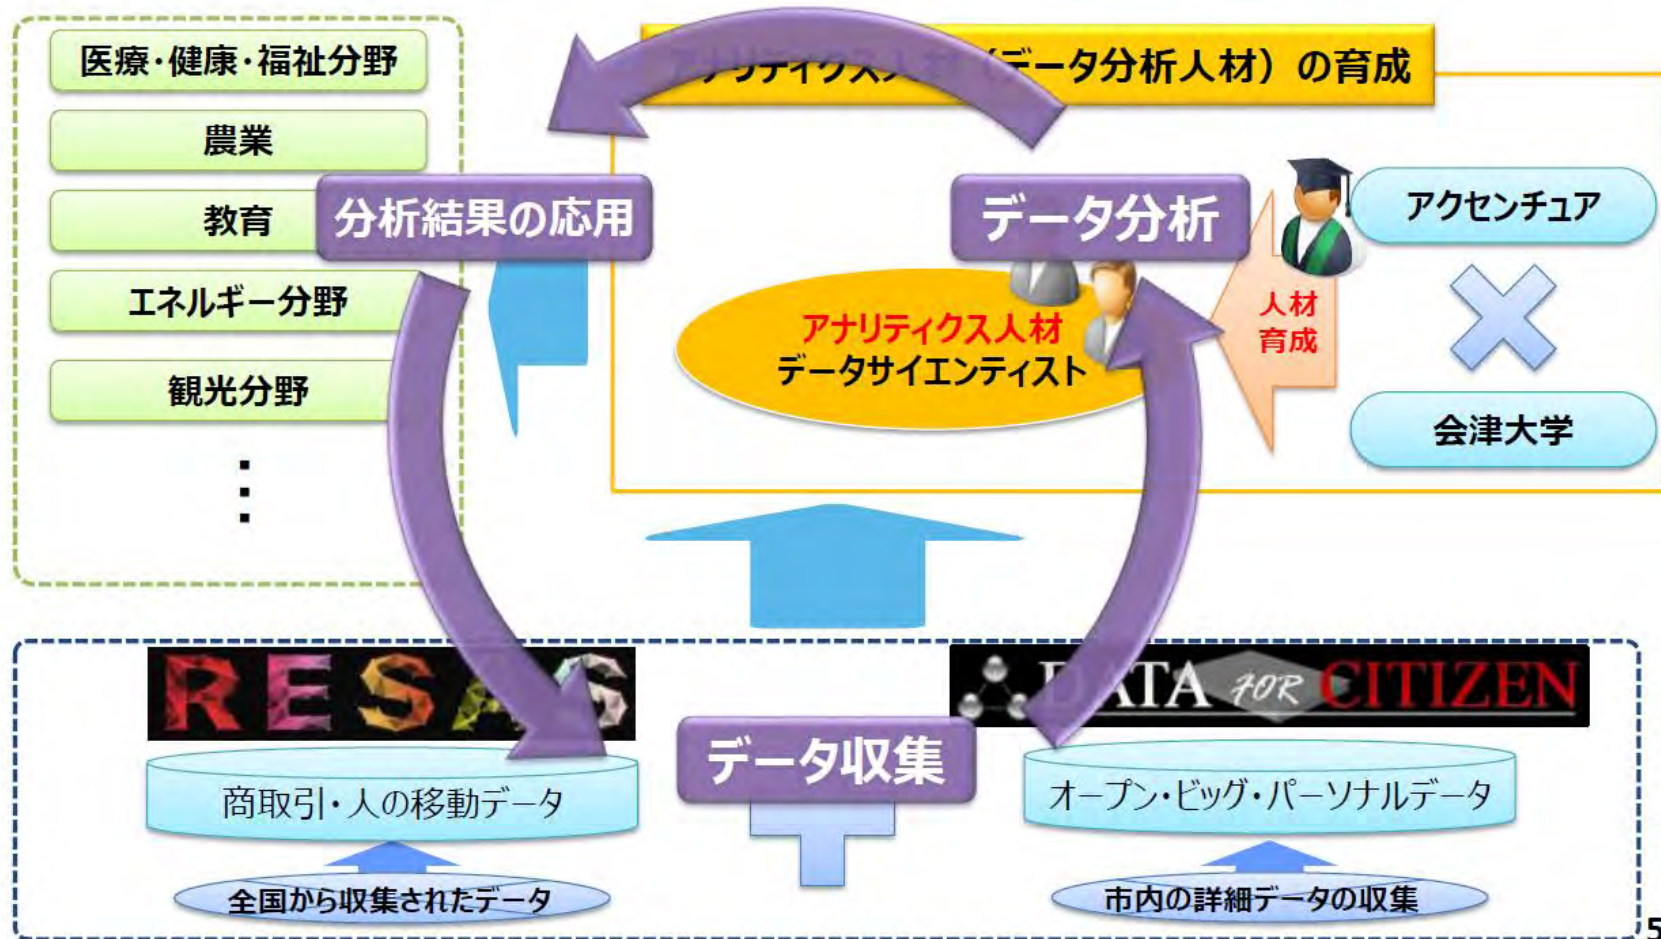 医療・健康・福祉分野
農業
教育
エネルギー分野
観光分野
分析結果の応用
アナリティクス人材（データ分析人材）の育成
データ分析
アナリティクス人材
データサイエンティスト
人材
育成
アクセンチュア
会津大学
RESAS
商取引・人の移動データ
全国から収集されたデータ
データ収集
DATA FOR CITIZEN
オープン・ビッグ・パーソナルデータ
市内の詳細データの収集
5